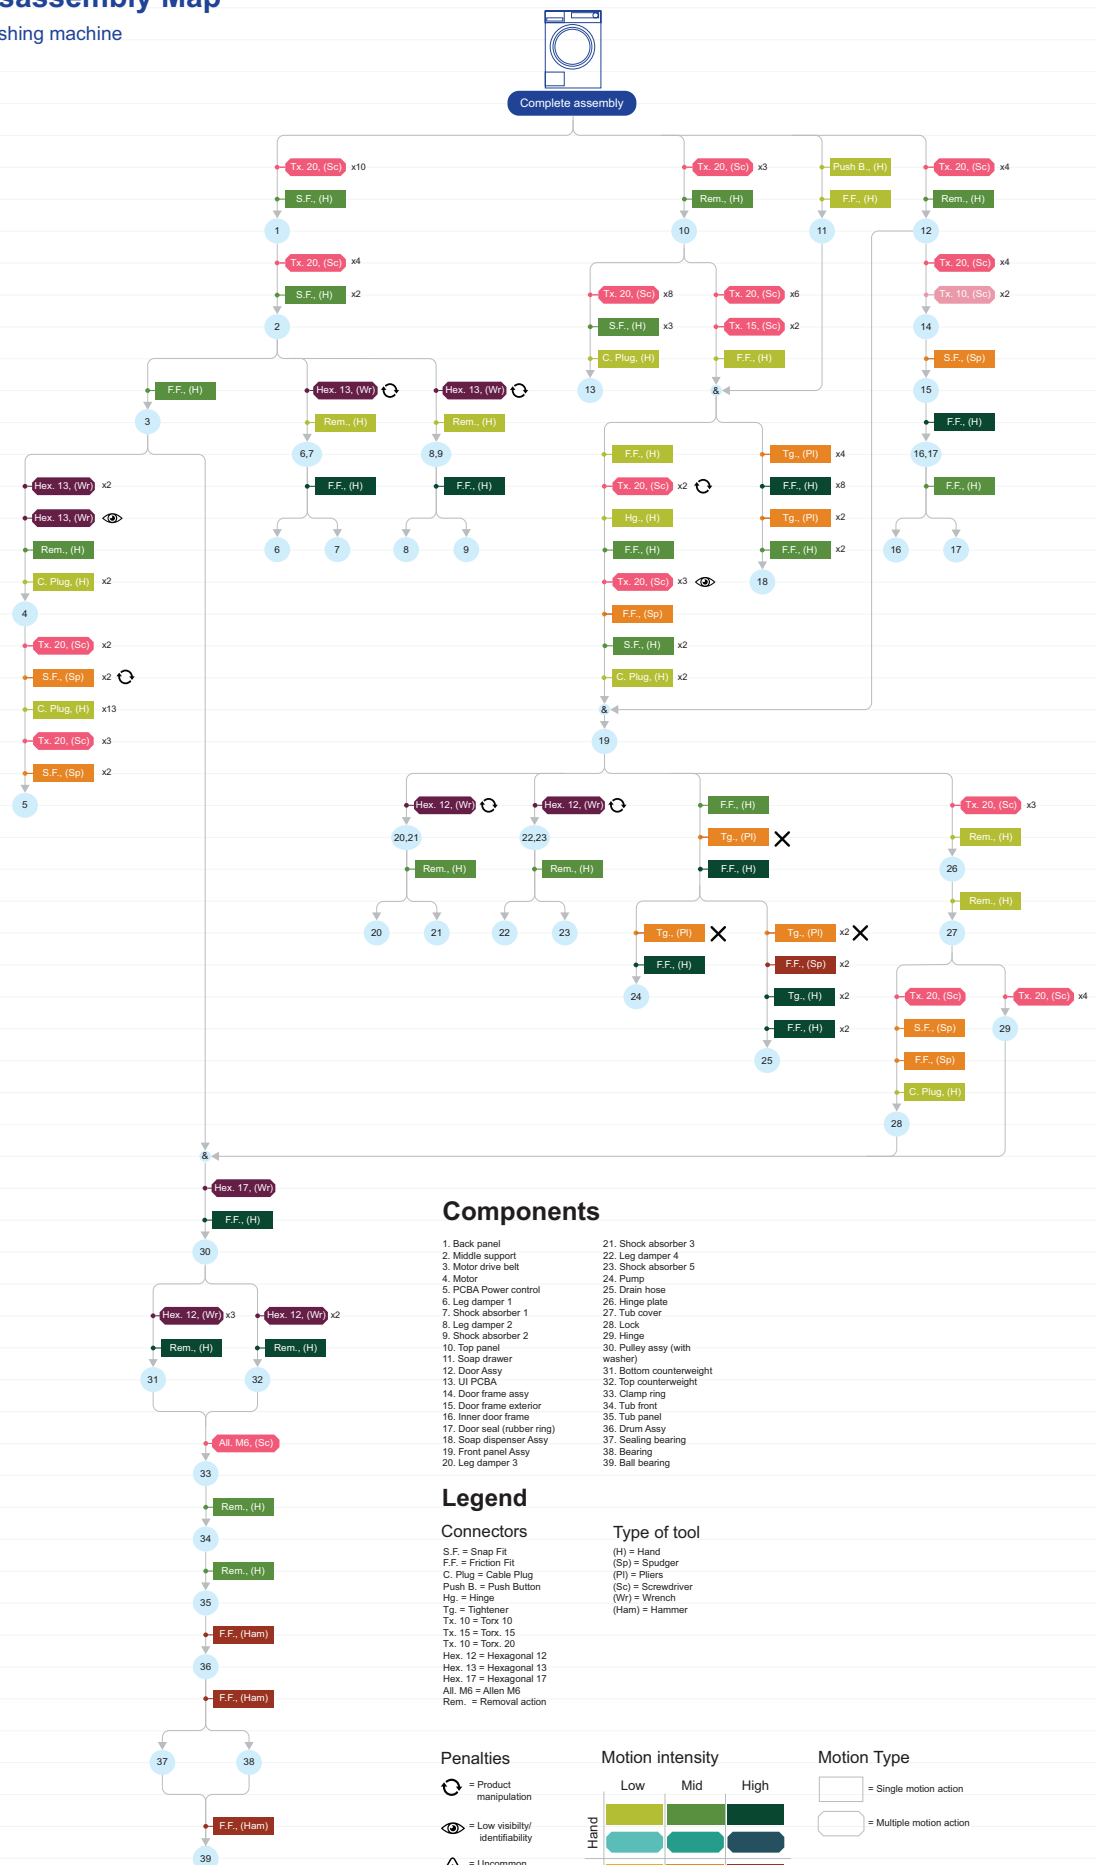 sassembly Map
shing machine
Complete assembly
Tx. 20, (Sc) x10
Tx. 20, (Sc) x3
Push B., (H)
Tx. 20, (Sc) x4
S.F., (H)
Rem., (H)
F.F., (H)
Rem., (H)
1
10
11
12
Tx. 20, (Sc) x4
Tx. 20, (Sc) x4
S.F., (H) x2
Tx. 20, (Sc) x8
Tx. 20, (Sc) x6
Tx. 10, (Sc) x2
2
S.F., (H) x3
Tx. 15, (Sc) x2
14
C. Plug, (H)
F.F., (H)
S.F., (Sp)
F.F., (H)
Hex. 13, (Wr)
Hex. 13, (Wr)
13
&
15
3
Rem., (H)
Rem., (H)
F.F., (H)
6,7
8,9
F.F., (H)
Tg., (Pl) x4
16,17
Hex. 13, (Wr) x2
F.F., (H)
F.F., (H)
Tx. 20, (Sc) x2
F.F., (H) x8
F.F., (H)
Hex. 13, (Wr)
Hg., (H)
Tg., (Pl) x2
Rem., (H)
6
7
8
9
F.F., (H)
F.F., (H) x2
16
17
C. Plug, (H) x2
Tx. 20, (Sc) x3
18
4
F.F., (Sp)
Tx. 20, (Sc) x2
S.F., (H) x2
S.F., (Sp) x2
C. Plug, (H) x2
C. Plug, (H) x13
&
Tx. 20, (Sc) x3
19
S.F., (Sp) x2
5
Hex. 12, (Wr)
Hex. 12, (Wr)
F.F., (H)
Tx. 20, (Sc) x3
20,21
22,23
Tg., (Pl)
Rem., (H)
Rem., (H)
Rem., (H)
F.F., (H)
26
Rem., (H)
20
21
22
23
Tg., (Pl)
Tg., (Pl) x2
27
F.F., (H)
F.F., (Sp) x2
24
Tg., (H) x2
Tx. 20, (Sc)
Tx. 20, (Sc) x4
F.F., (H) x2
S.F., (Sp)
29
25
F.F., (Sp)
C. Plug, (H)
28
&
Hex. 17, (Wr)
F.F., (H)
30
Hex. 12, (Wr) x3
Hex. 12, (Wr) x2
Rem., (H)
Rem., (H)
31
32
All. M6, (Sc)
33
Rem., (H)
34
Rem., (H)
35
F.F., (Ham)
36
F.F., (Ham)
37
38
F.F., (Ham)
39
Components
1. Back panel
2. Middle support
3. Motor drive belt
4. Motor
5. PCBA Power control
6. Leg damper 1
7. Shock absorber 1
8. Leg damper 2
9. Shock absorber 2
10. Top panel
11. Soap drawer
12. Door Assy
13. UI PCBA
14. Door frame assy
15. Door frame exterior
16. Inner door frame
17. Door seal (rubber ring)
18. Soap dispenser Assy
19. Front panel Assy
20. Leg damper 3
21. Shock absorber 3
22. Leg damper 4
23. Shock absorber 5
24. Pump
25. Drain hose
26. Hinge plate
27. Tub cover
28. Lock
29. Hinge
30. Pulley assy (with
washer)
31. Bottom counterweight
32. Top counterweight
33. Clamp ring
34. Tub front
35. Tub panel
36. Drum Assy
37. Sealing bearing
38. Bearing
39. Ball bearing
Legend
Connectors
S.F. = Snap Fit
F.F. = Friction Fit
C. Plug = Cable Plug
Push B. = Push Button
Hg. = Hinge
Tg. = Tightener
Tx. 10 = Torx 10
Tx. 15 = Torx. 15
Tx. 10 = Torx. 20
Hex. 12 = Hexagonal 12
Hex. 13 = Hexagonal 13
Hex. 17 = Hexagonal 17
All. M6 = Allen M6
Rem. = Removal action
Type of tool
(H) = Hand
(Sp) = Spudger
(Pl) = Pliers
(Sc) = Screwdriver
(Wr) = Wrench
(Ham) = Hammer
Penalties
= Product
manipulation
= Low visibilty/
identifiability
= Uncommon
Motion intensity
Low Mid High
Hand
Motion Type
= Single motion action
= Multiple motion action